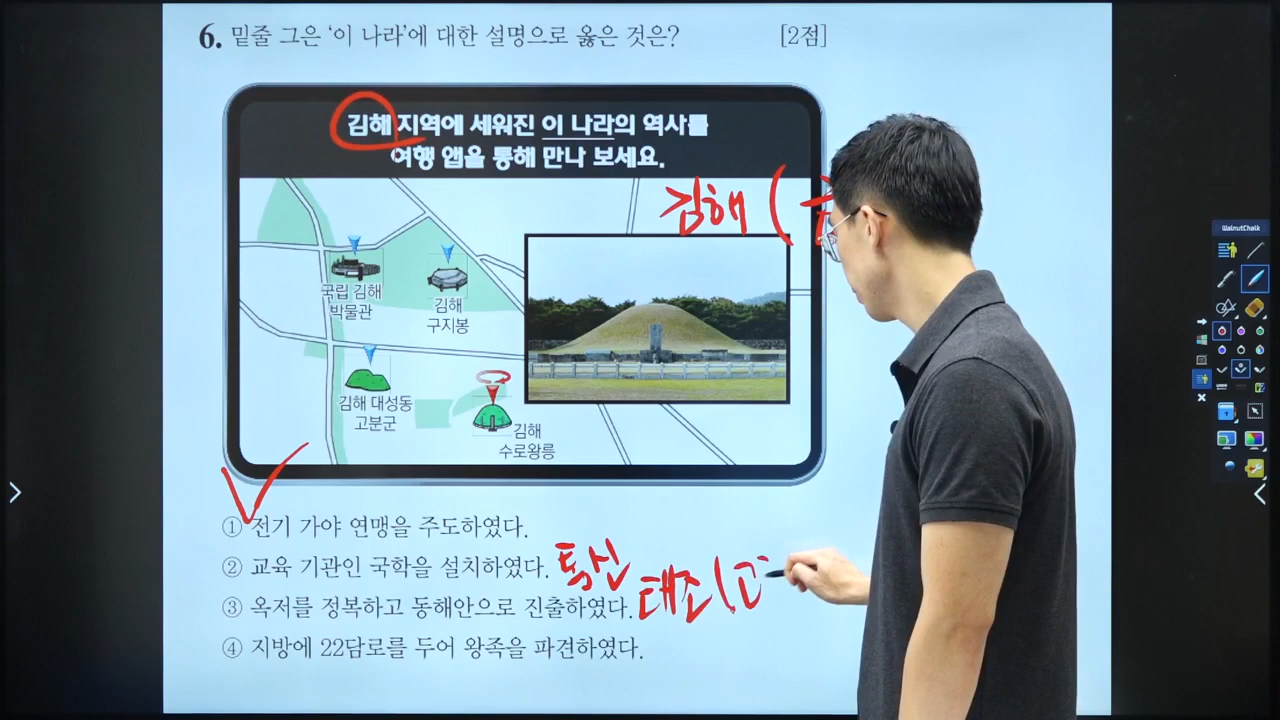 6. 밑줄 그은 '이 나라'에 대한 설명으로 옳은 것은? [2점]
김해 지역에 세워진 이 나라의 역사를
여행 앱을 통해 만나 보세요.
김해 (
국립 김해
박물관
김해
구지봉
김해 대성동
고분군
김해
수로왕릉
① 전기 가야 연맹을 주도하였다.
② 교육 기관인 국학을 설치하였다. 통신
③ 옥저를 정복하고 동해안으로 진출하였다. 태조(고
④ 지방에 22담로를 두어 왕족을 파견하였다.
WalnutChalk